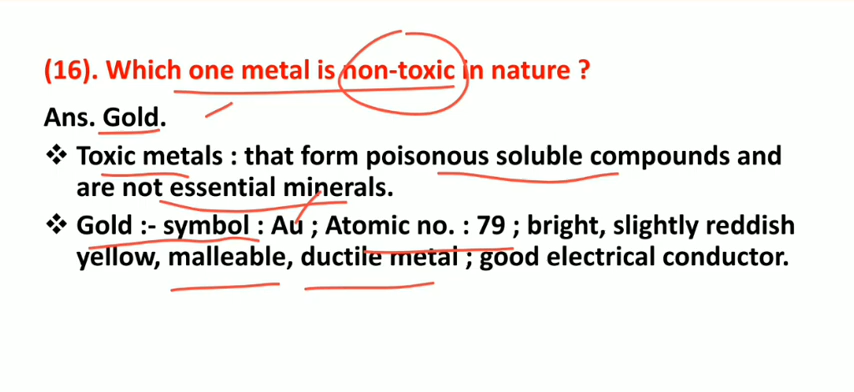 (16). Which one metal is non-toxic in nature ?
Ans. Gold.
❖ Toxic metals : that form poisonous soluble compounds and
are not essential minerals.
❖ Gold :- symbol : Au ; Atomic no. : 79 ; bright, slightly reddish
yellow, malleable, ductile metal ; good electrical conductor.